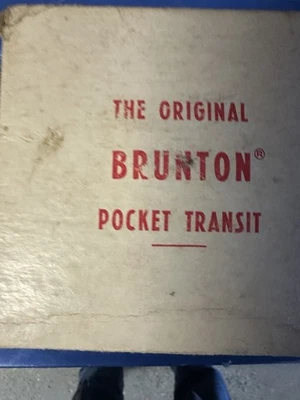 THE ORIGINAL
BRUNTON®
POCKET TRANSIT